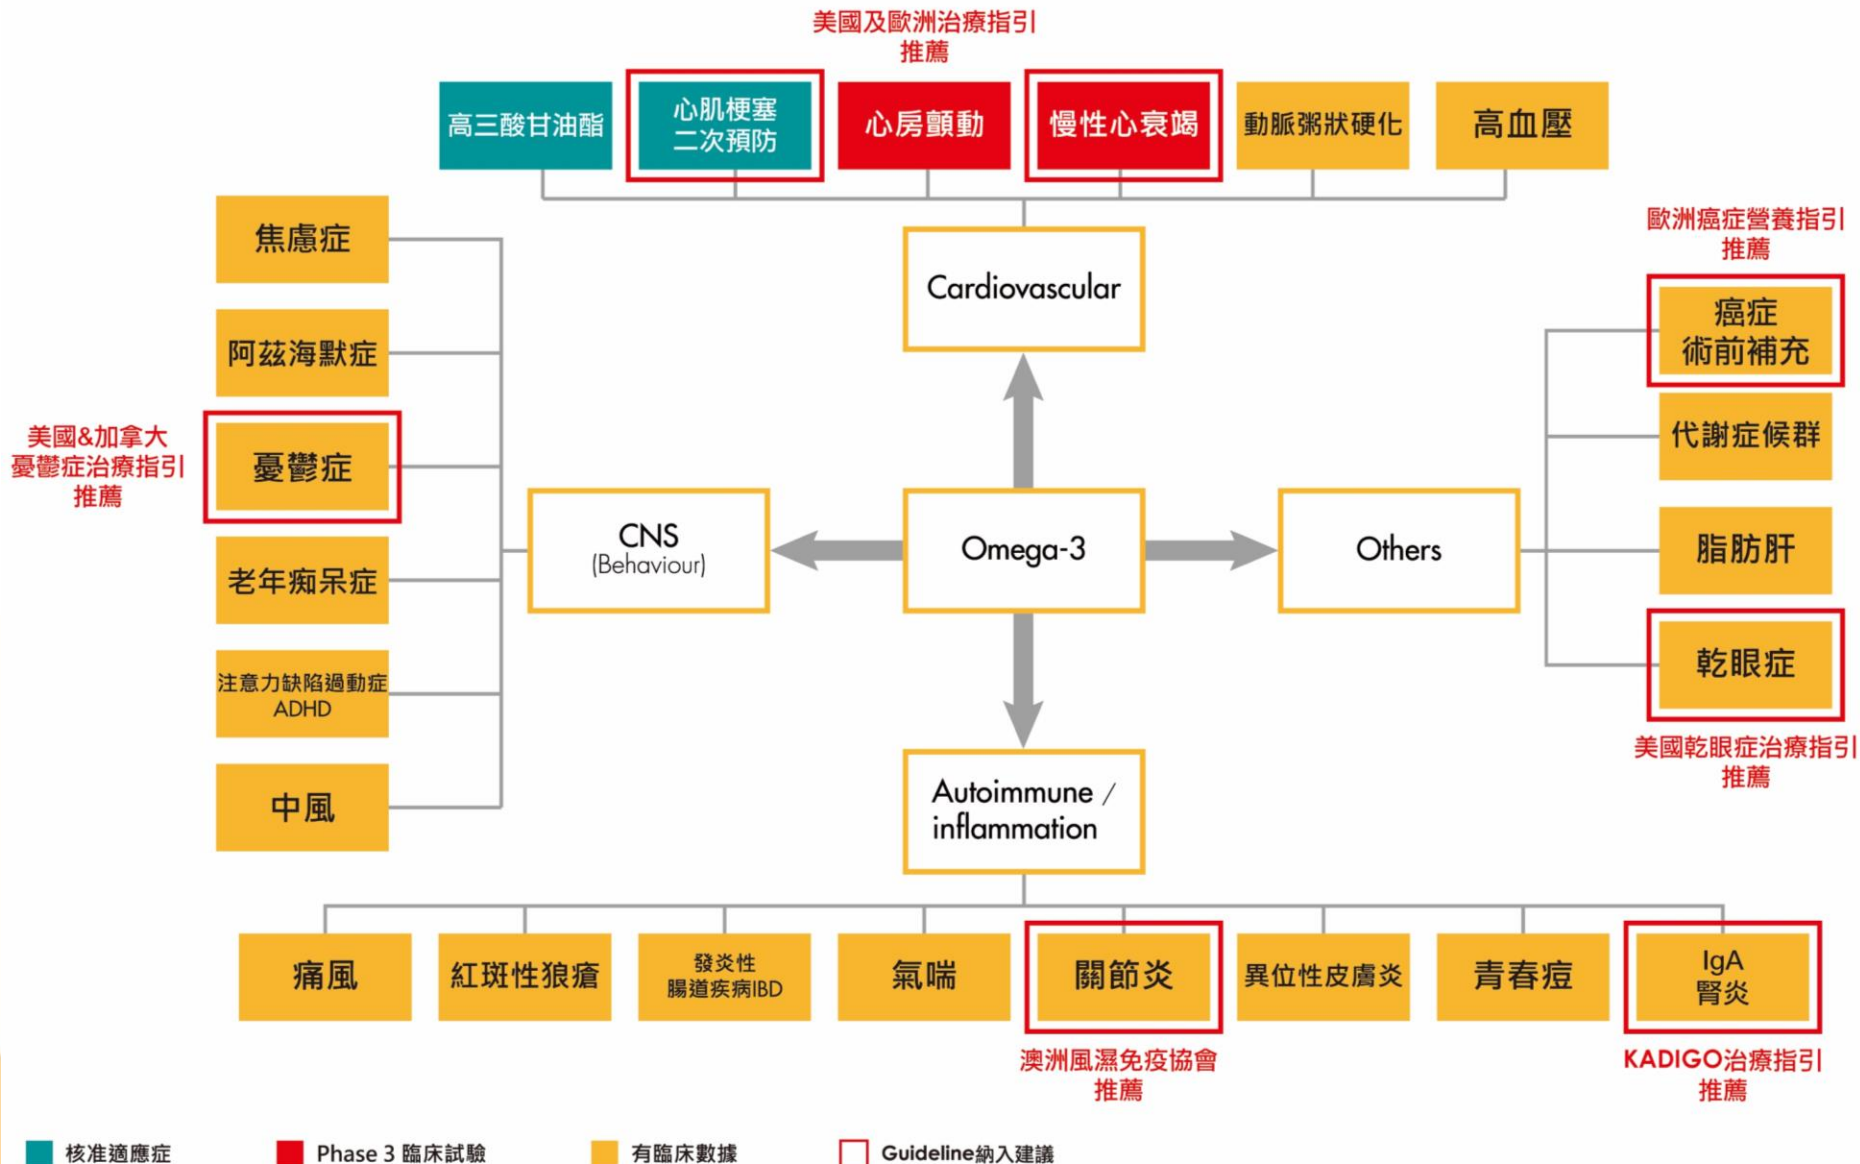 美國及歐洲治療指引
推薦
高三酸甘油酯
心肌梗塞
二次預防
心房顫動
慢性心衰竭
動脈粥狀硬化
高血壓
Cardiovascular
焦慮症
阿茲海默症
美國&加拿大
憂鬱症治療指引
推薦
憂鬱症
老年痴呆症
注意力缺陷過動症
ADHD
中風
CNS
(Behaviour)
Omega-3
Others
歐洲癌症營養指引
推薦
癌症
術前補充
代謝症候群
脂肪肝
乾眼症
美國乾眼症治療指引
推薦
Autoimmune /
inflammation
痛風
紅斑性狼瘡
發炎性
腸道疾病IBD
氣喘
關節炎
異位性皮膚炎
青春痘
IgA
腎炎
澳洲風濕免疫協會
推薦
KADIGO治療指引
推薦
核准適應症
Phase 3 臨床試驗
有臨床數據
Guideline納入建議